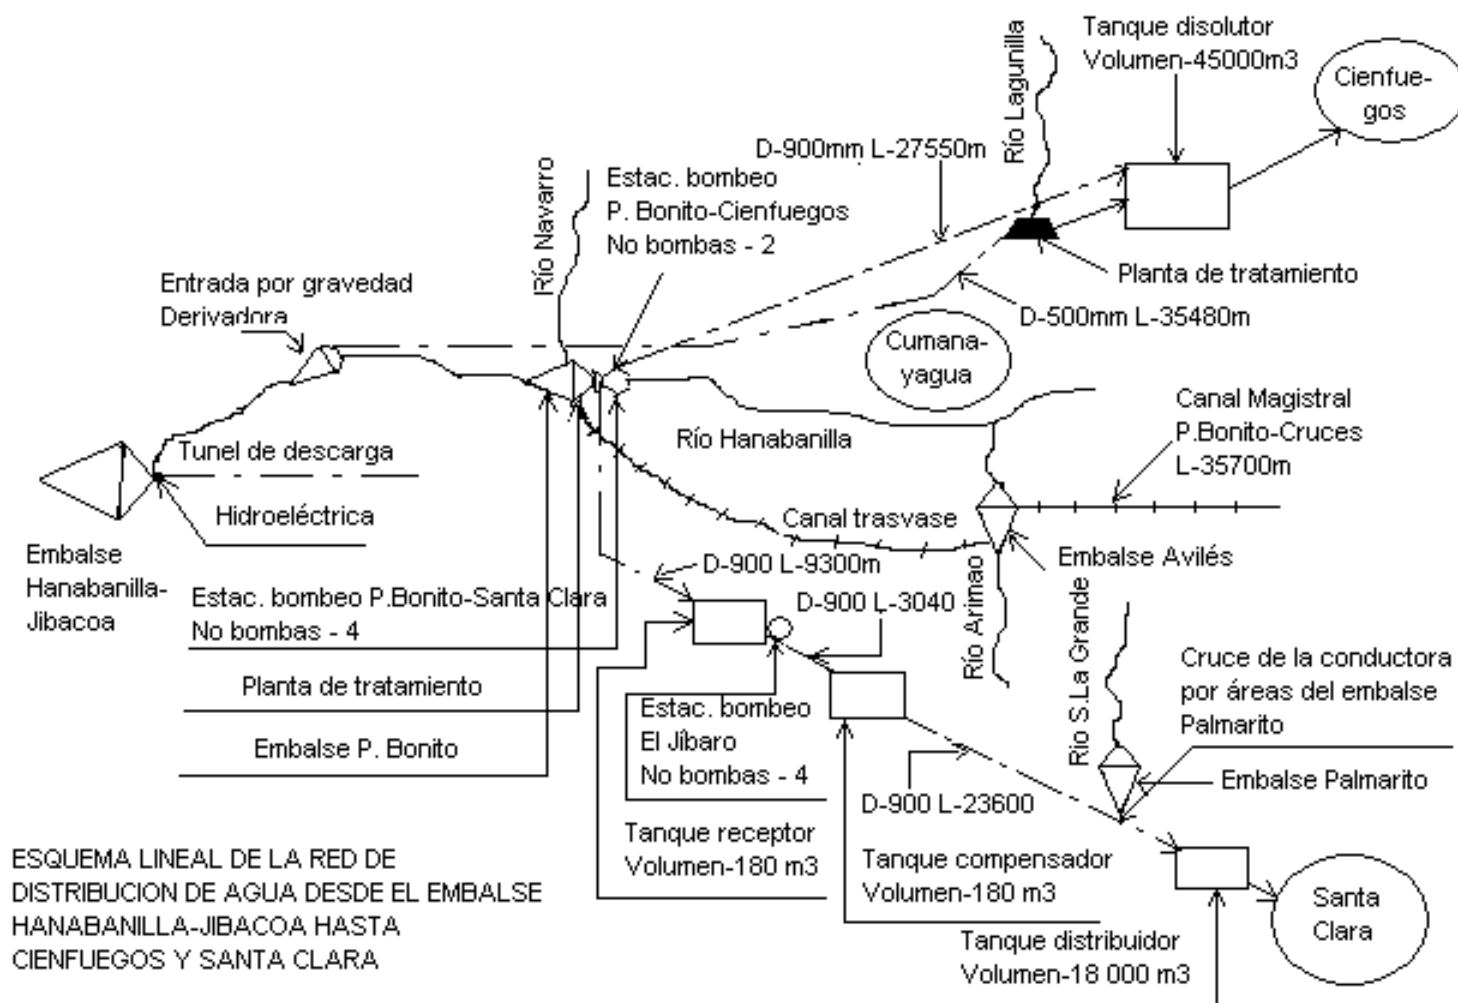 Tanque disolutor
Volumen-45000m3
Cienfue-
gos
Río Lagunilla
D-900mm L-27550m
Estac. bombeo
P. Bonito-Cienfuegos
No bombas - 2
Río Navarro
Entrada por gravedad
Derivadora
Planta de tratamiento
D-500mm L-35480m
Cumana-
yagua
Canal Magistral
P.Bonito-Cruces
L-35700m
Río Hanabanilla
Tunel de descarga
Hidroeléctrica
Canal trasvase
Embalse Avilés
Embalse
Hanabanilla-
Jibacoa
D-900 L-9300m
Estac. bombeo P.Bonito-Santa Clara
No bombas - 4
D-900 L-3040
Río Arimao
Rio S.La Grande
Cruce de la conductora
por áreas del embalse
Palmarito
Planta de tratamiento
Estac. bombeo
El Jíbaro
No bombas - 4
Embalse P. Bonito
Embalse Palmarito
D-900 L-23600
Tanque receptor
Volumen-180 m3
Tanque compensador
Volumen-180 m3
Santa
Clara
Tanque distribuidor
Volumen-18 000 m3
ESQUEMA LINEAL DE LA RED DE
DISTRIBUCION DE AGUA DESDE EL EMBALSE
HANABANILLA-JIBACOA HASTA
CIENFUEGOS Y SANTA CLARA